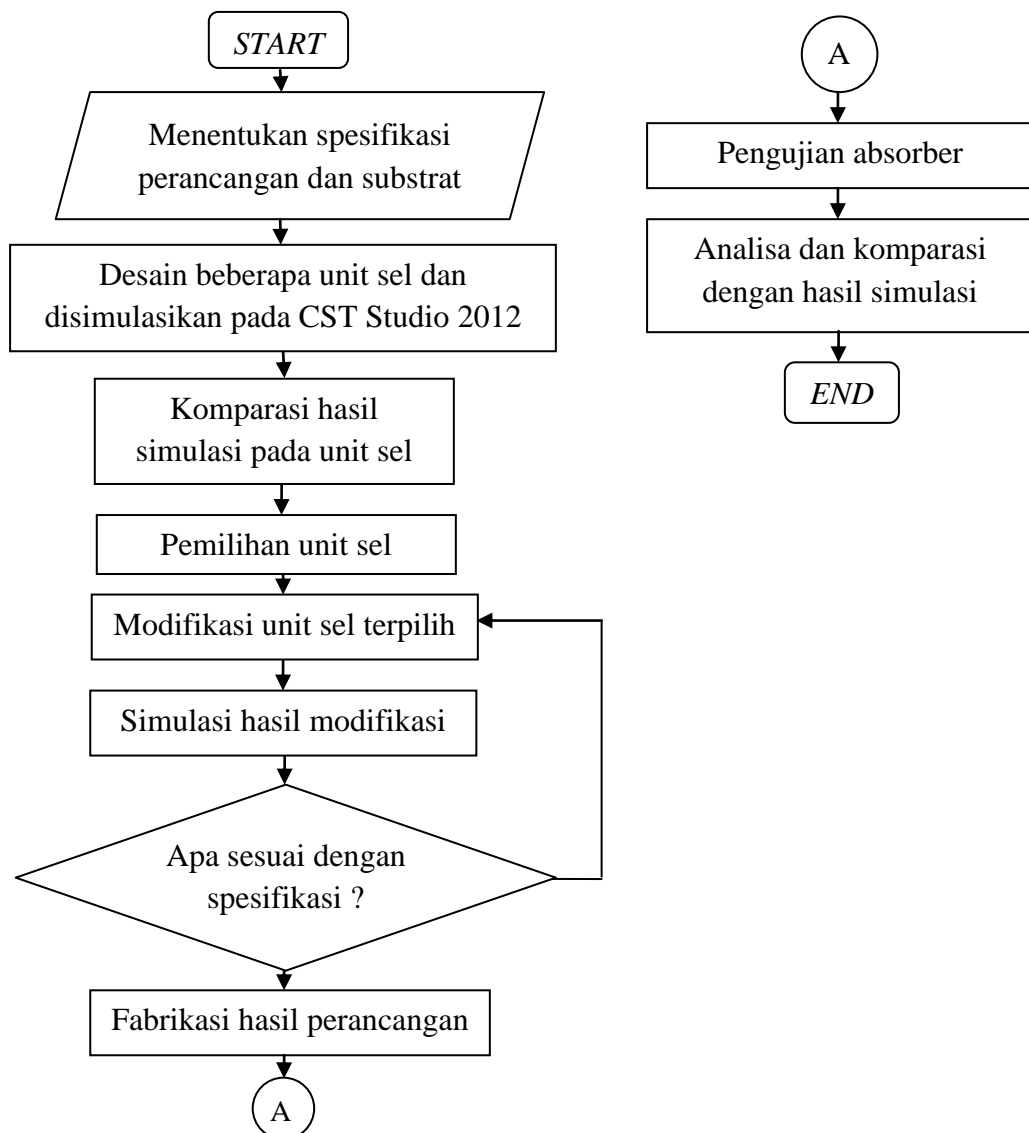 START
Menentukan spesifikasi
perancangan dan substrat
Desain beberapa unit sel dan
disimulasikan pada CST Studio 2012
Komparasi hasil
simulasi pada unit sel
Pemilihan unit sel
Modifikasi unit sel terpilih
Simulasi hasil modifikasi
Apa sesuai dengan
spesifikasi ?
Fabrikasi hasil perancangan
A
A
Pengujian absorber
Analisa dan komparasi
dengan hasil simulasi
END